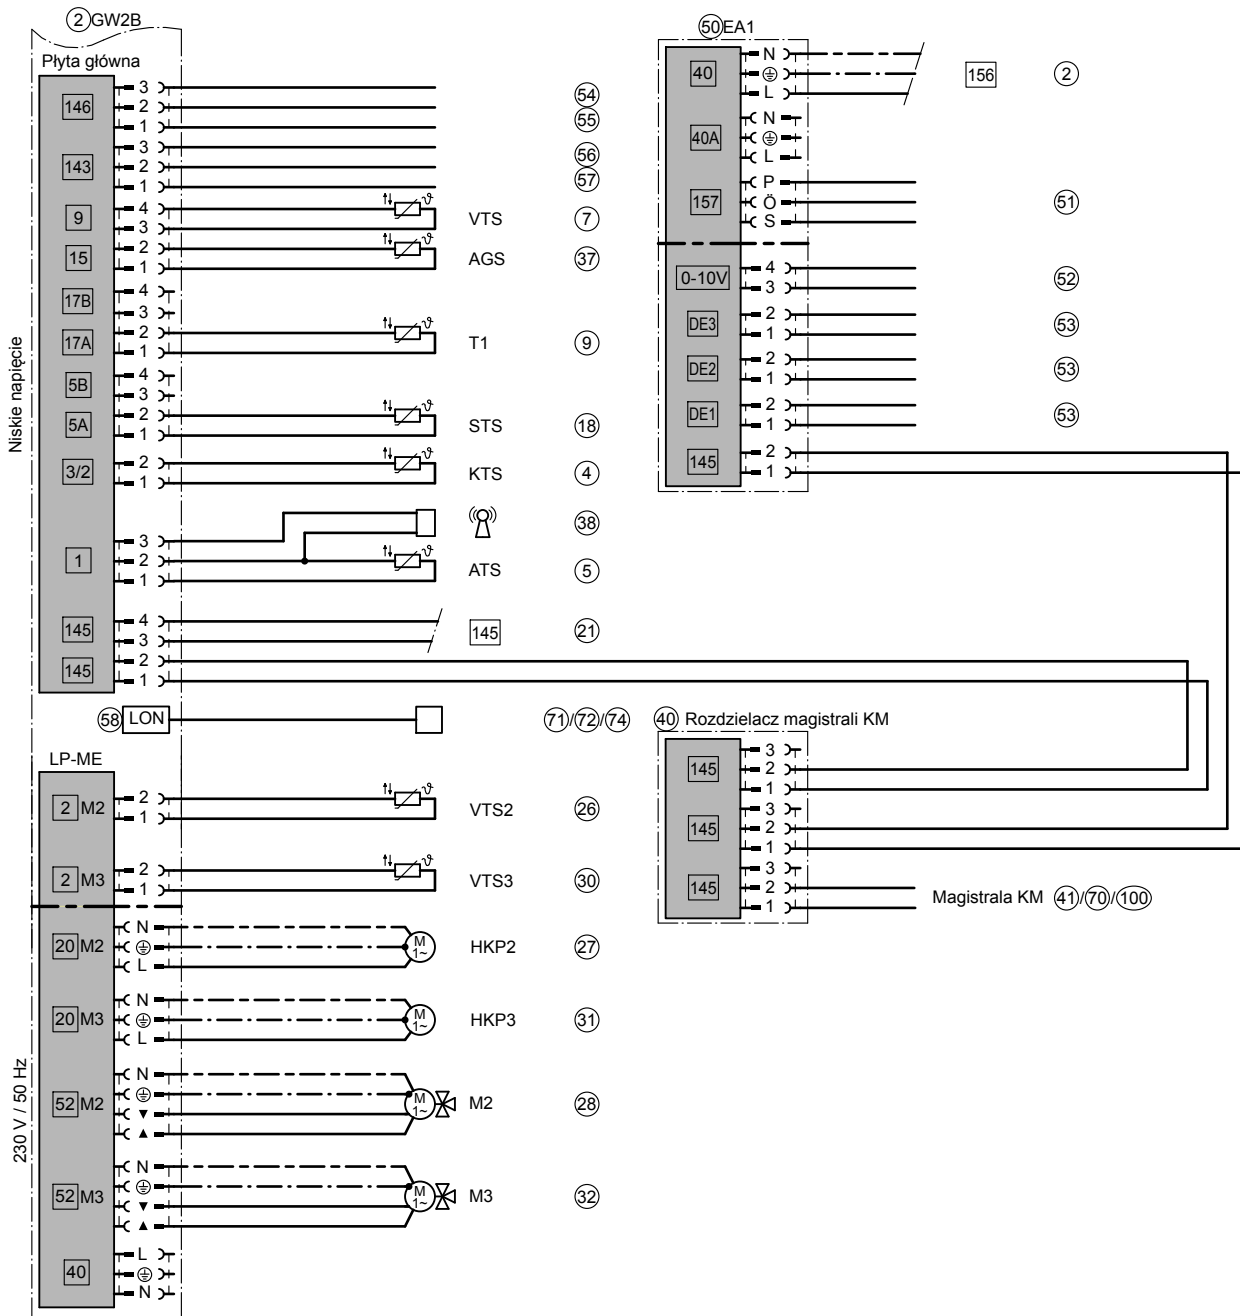 2 GW2B
Płyta główna
Niskie napięcie
146
3
2
1
54
55
143
3
2
1
56
57
9
4
3
VTS
7
15
2
1
AGS
37
17B
4
3
17A
2
1
T1
9
5B
4
3
5A
2
1
STS
18
3/2
2
1
KTS
4
38
1
3
2
1
ATS
5
145
4
3
145
21
145
2
1
58 LON
71/72/74
LP-ME
2 M2
2
1
VTS2
26
2 M3
2
1
VTS3
30
230 V / 50 Hz
20 M2
N
L
M
1~
HKP2
27
20 M3
N
L
M
1~
HKP3
31
52 M2
N
▼
▲
M
1~
M2
28
52 M3
N
▼
▲
M
1~
M3
32
40
L
N
50 EA1
40
N
L
156
2
40A
N
L
157
P
Ö
S
51
0-10V
4
3
52
DE3
2
1
53
DE2
2
1
53
DE1
2
1
53
145
2
1
40 Rozdzielacz magistrali KM
145
3
2
1
145
3
2
1
145
3
2
1
Magistrala KM 41/70/100